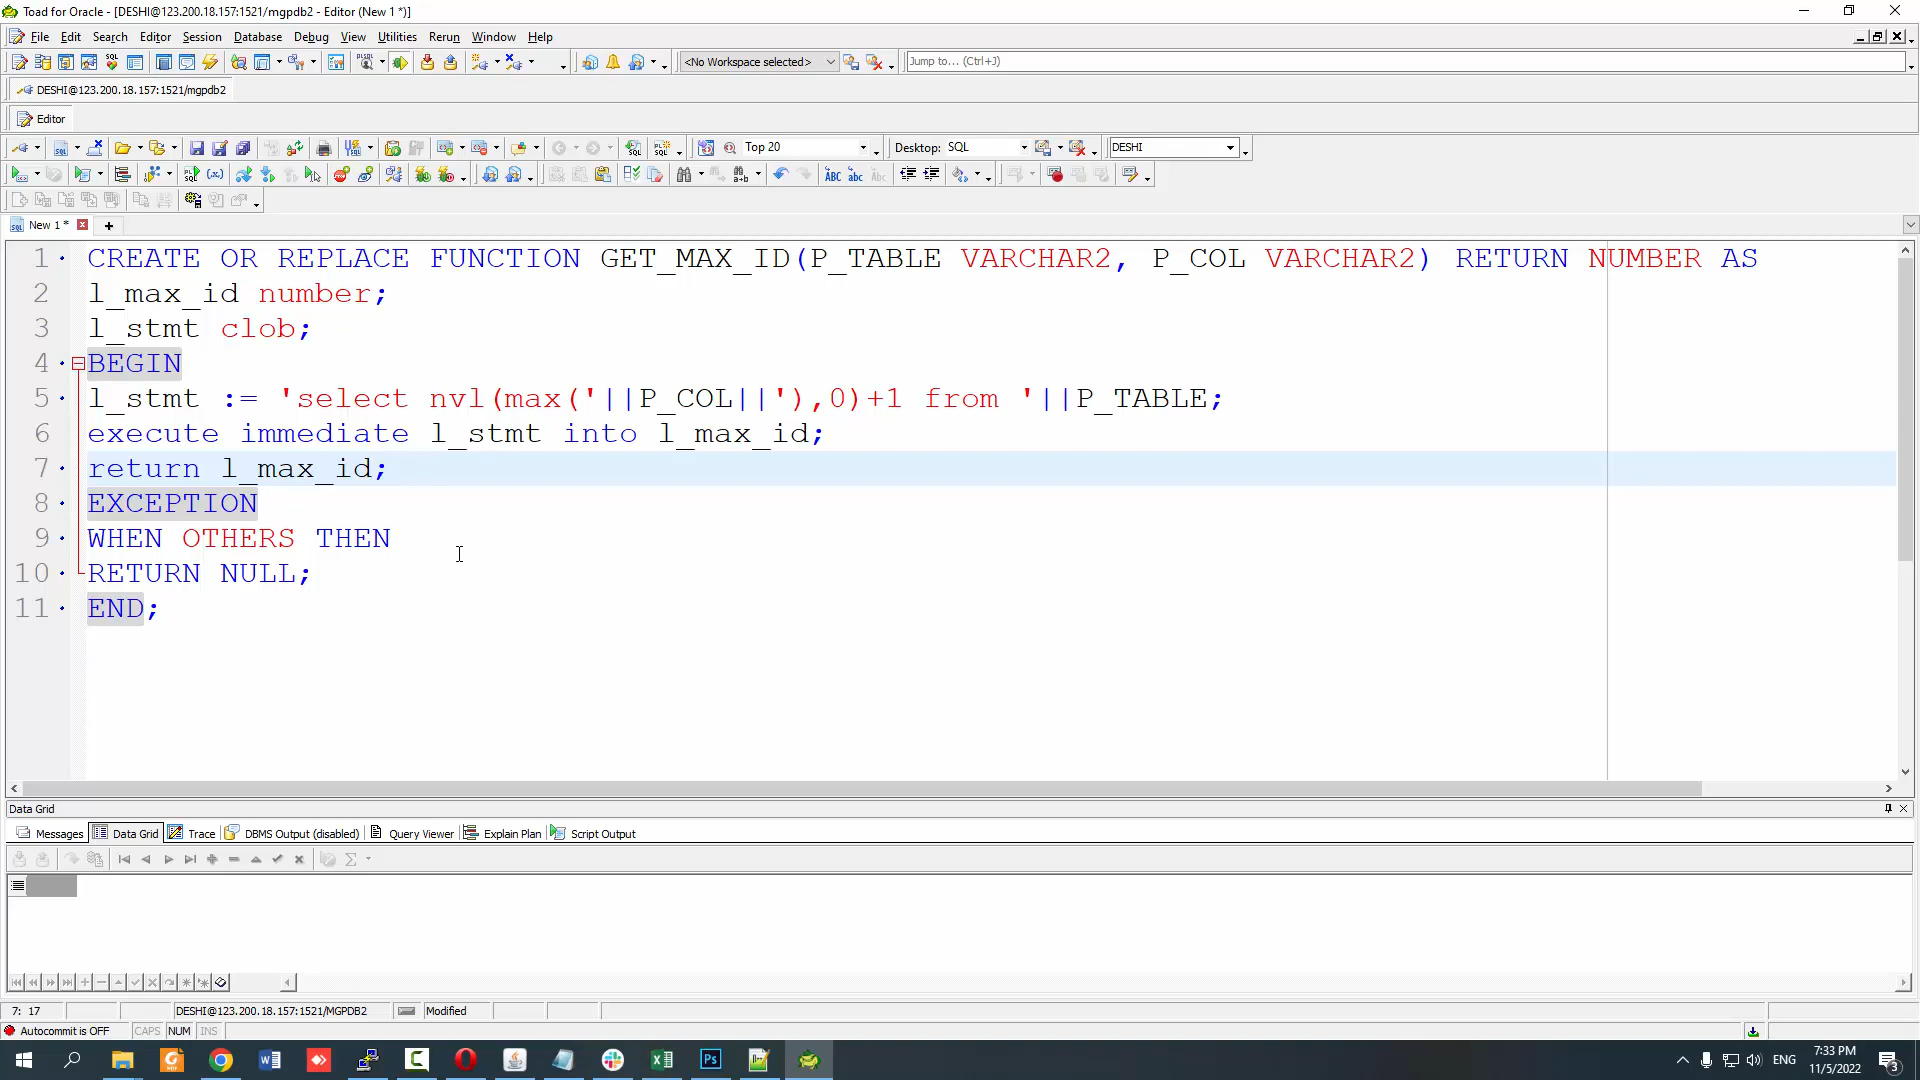 Toad for Oracle - [DESHI@123.200.18.157:1521/mgpdb2 - Editor (New 1 *)]
File Edit Search Editor Session Database Debug View Utilities Rerun Window Help
<No Workspace selected> Jump to... (Ctrl+J)
DESHI@123.200.18.157:1521/mgpdb2
Editor
Top 20 Desktop: SQL DESHI
New 1 *
1 CREATE OR REPLACE FUNCTION GET_MAX_ID(P_TABLE VARCHAR2, P_COL VARCHAR2) RETURN NUMBER AS
2 l_max_id number;
3 l_stmt clob;
4 BEGIN
5 l_stmt := 'select nvl(max('||P_COL||'),0)+1 from '||P_TABLE;
6 execute immediate l_stmt into l_max_id;
7 return l_max_id;
8 EXCEPTION
9 WHEN OTHERS THEN
10 RETURN NULL;
11 END;
Data Grid
Messages Data Grid Trace DBMS Output (disabled) Query Viewer Explain Plan Script Output
7: 17 DESHI@123.200.18.157:1521/MGPDB2 Modified
Autocommit is OFF CAPS NUM INS
ENG 7:33 PM
11/5/2022
3